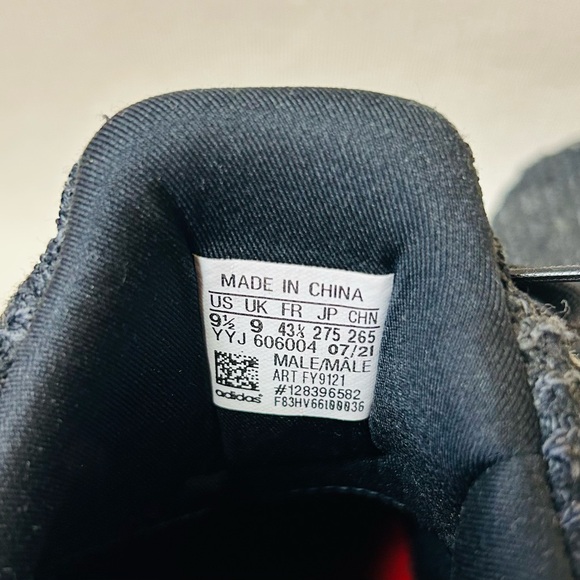 MADE IN CHINA
US UK FR JP CHN
9½ 9 43⅓ 275 265
YYJ 606004 07/21
MALE/MÂLE
ART FY9121
#128396582
adidas® F83HV66100036